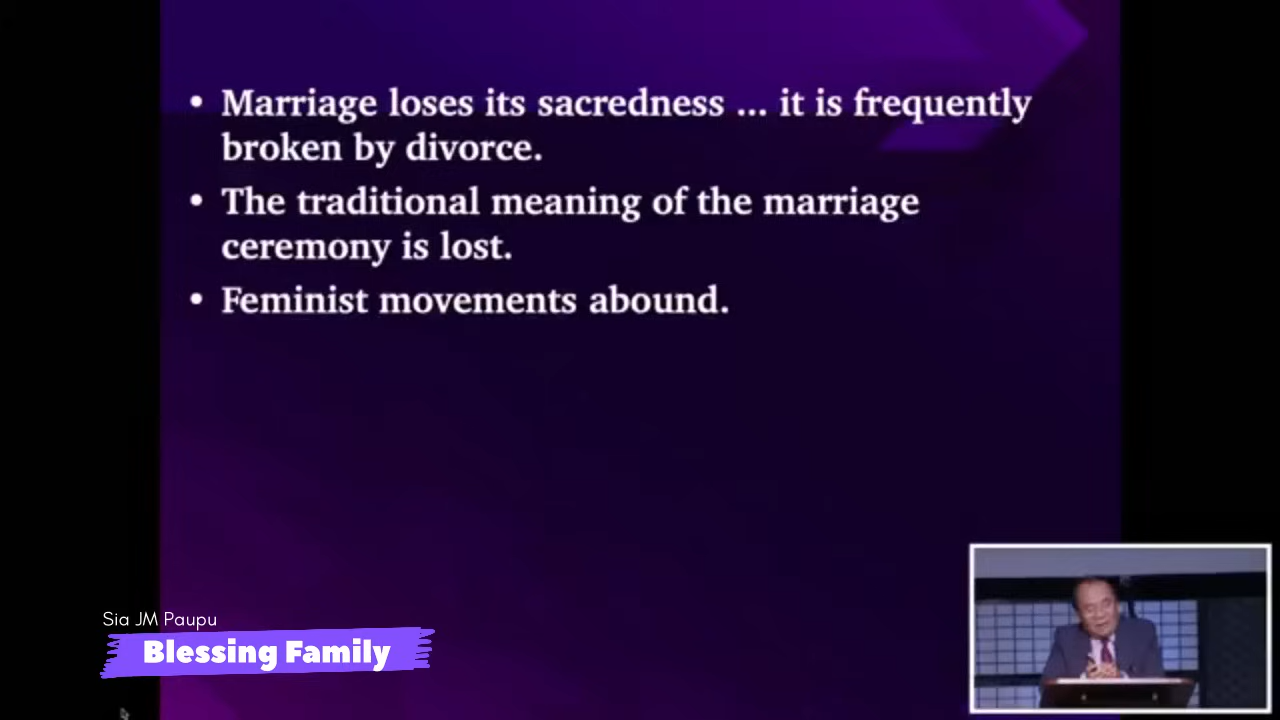 • Marriage loses its sacredness ... it is frequently
broken by divorce.
• The traditional meaning of the marriage
ceremony is lost.
• Feminist movements abound.
Sia JM Paupu
Blessing Family